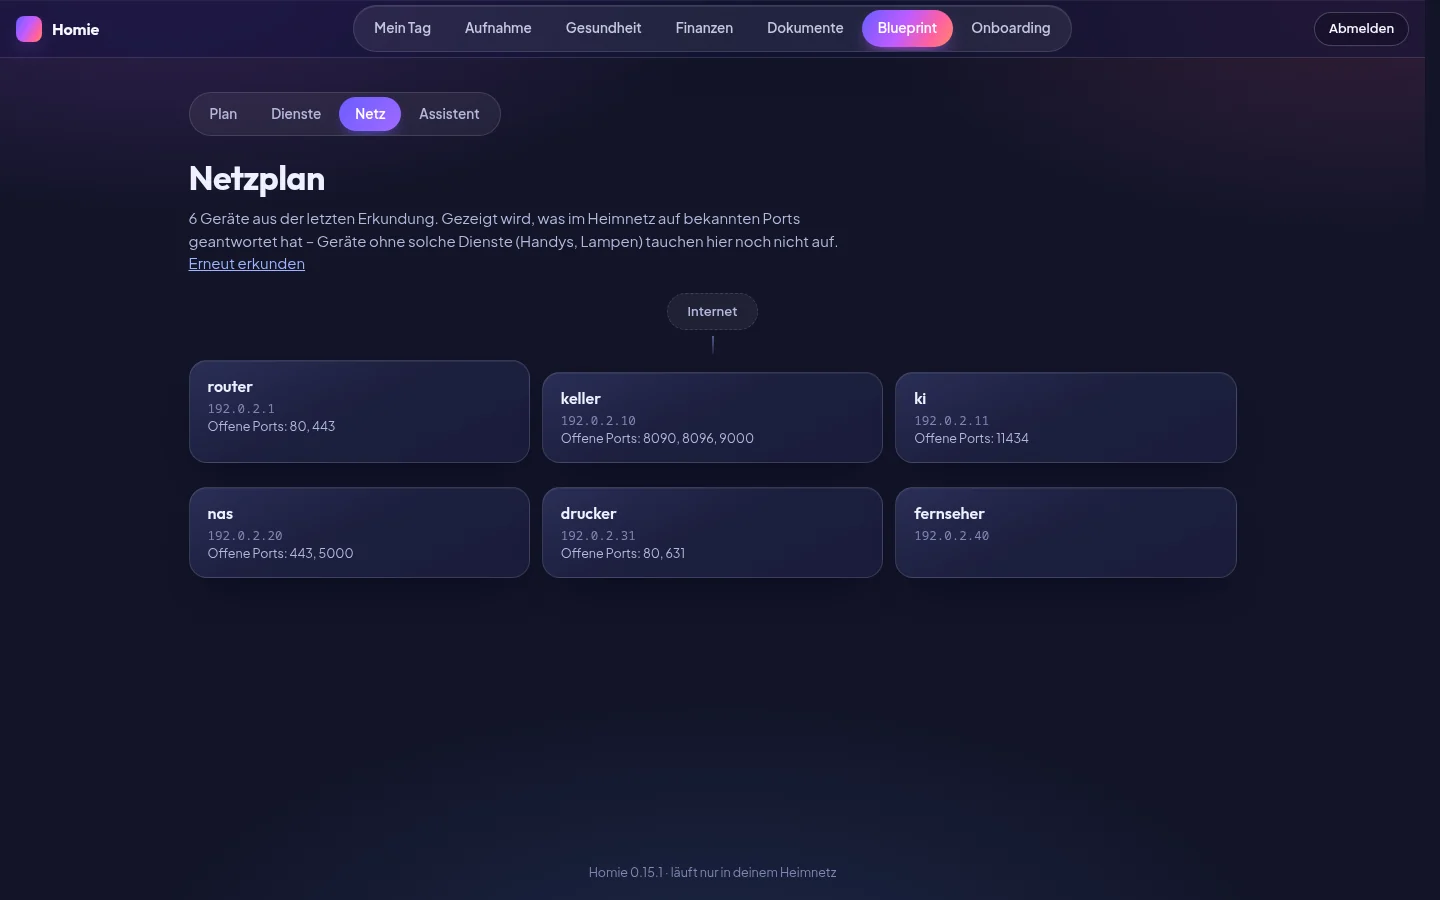 Homie
Mein Tag Aufnahme Gesundheit Finanzen Dokumente Blueprint Onboarding
Abmelden
Plan Dienste Netz Assistent
Netzplan
6 Geräte aus der letzten Erkundung. Gezeigt wird, was im Heimnetz auf bekannten Ports
geantwortet hat – Geräte ohne solche Dienste (Handys, Lampen) tauchen hier noch nicht auf.
Erneut erkunden
Internet
router
192.0.2.1
Offene Ports: 80, 443
keller
192.0.2.10
Offene Ports: 8090, 8096, 9000
ki
192.0.2.11
Offene Ports: 11434
nas
192.0.2.20
Offene Ports: 443, 5000
drucker
192.0.2.31
Offene Ports: 80, 631
fernseher
192.0.2.40
Homie 0.15.1 · läuft nur in deinem Heimnetz